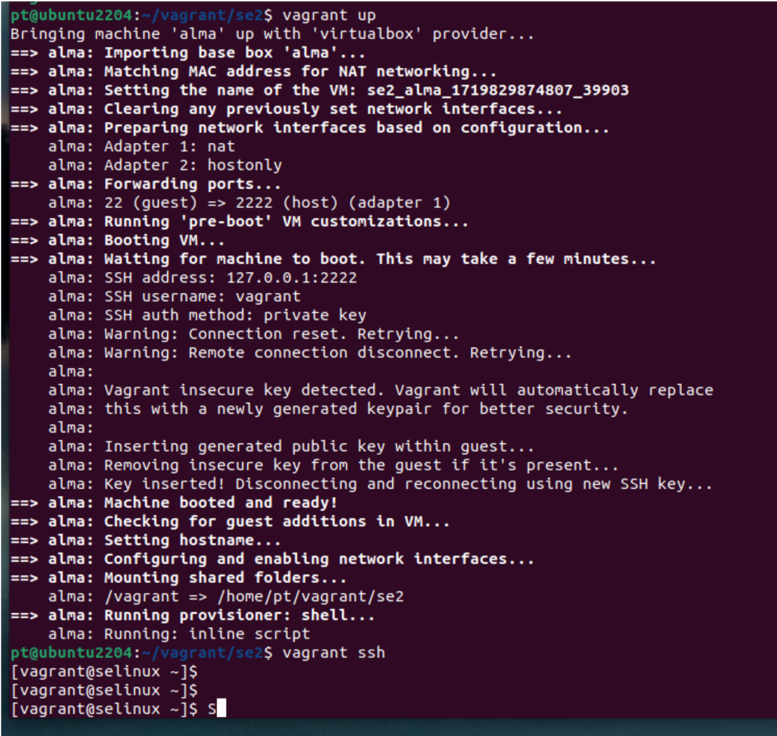 pt@ubuntu2204:~/vagrant/se2$ vagrant up
Bringing machine 'alma' up with 'virtualbox' provider...
==> alma: Importing base box 'alma'...
==> alma: Matching MAC address for NAT networking...
==> alma: Setting the name of the VM: se2_alma_1719829874807_39903
==> alma: Clearing any previously set network interfaces...
==> alma: Preparing network interfaces based on configuration...
    alma: Adapter 1: nat
    alma: Adapter 2: hostonly
==> alma: Forwarding ports...
    alma: 22 (guest) => 2222 (host) (adapter 1)
==> alma: Running 'pre-boot' VM customizations...
==> alma: Booting VM...
==> alma: Waiting for machine to boot. This may take a few minutes...
    alma: SSH address: 127.0.0.1:2222
    alma: SSH username: vagrant
    alma: SSH auth method: private key
    alma: Warning: Connection reset. Retrying...
    alma: Warning: Remote connection disconnect. Retrying...
    alma:
    alma: Vagrant insecure key detected. Vagrant will automatically replace
    alma: this with a newly generated keypair for better security.
    alma:
    alma: Inserting generated public key within guest...
    alma: Removing insecure key from the guest if it's present...
    alma: Key inserted! Disconnecting and reconnecting using new SSH key...
==> alma: Machine booted and ready!
==> alma: Checking for guest additions in VM...
==> alma: Setting hostname...
==> alma: Configuring and enabling network interfaces...
==> alma: Mounting shared folders...
    alma: /vagrant => /home/pt/vagrant/se2
==> alma: Running provisioner: shell...
    alma: Running: inline script
pt@ubuntu2204:~/vagrant/se2$ vagrant ssh
[vagrant@selinux ~]$
[vagrant@selinux ~]$
[vagrant@selinux ~]$ S